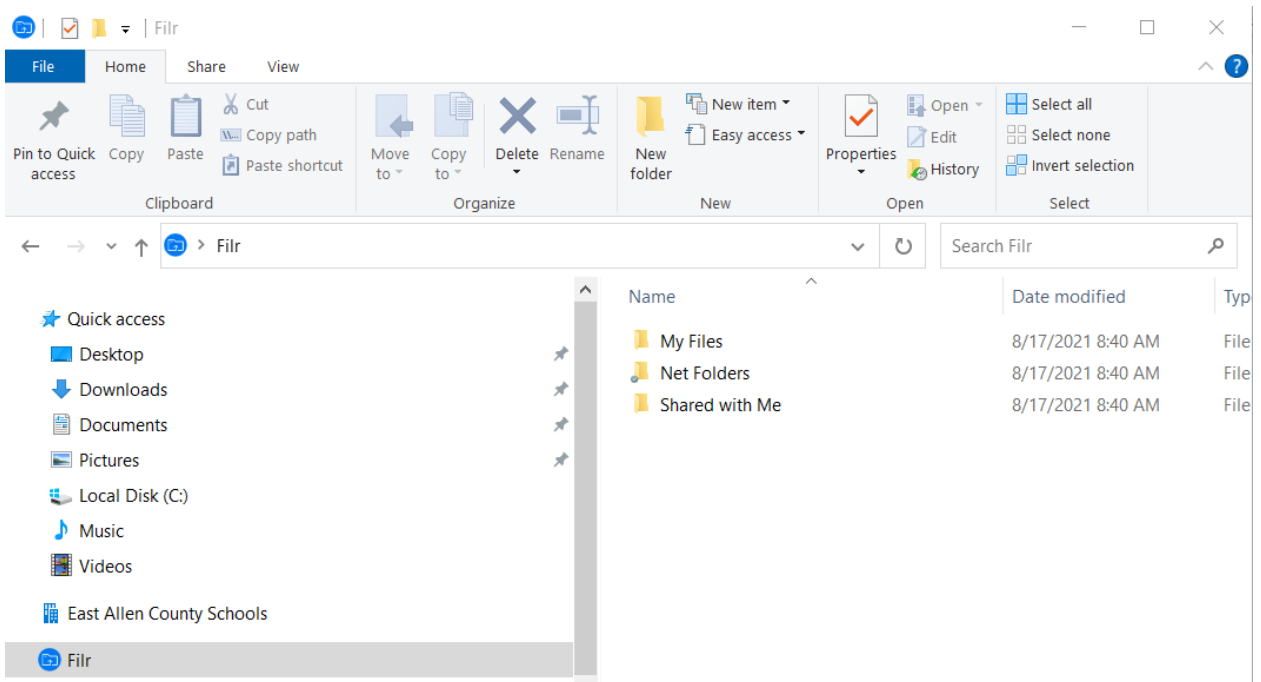 Filr
File Home Share View
Pin to Quick access
Copy
Paste
Cut
Copy path
Paste shortcut
Clipboard
Move to
Copy to
Delete
Rename
Organize
New folder
New item
Easy access
New
Properties
Open
Edit
History
Open
Select all
Select none
Invert selection
Select
Filr
Search Filr
Quick access
Desktop
Downloads
Documents
Pictures
Local Disk (C:)
Music
Videos
East Allen County Schools
Filr
Name Date modified Typ
My Files 8/17/2021 8:40 AM File
Net Folders 8/17/2021 8:40 AM File
Shared with Me 8/17/2021 8:40 AM File